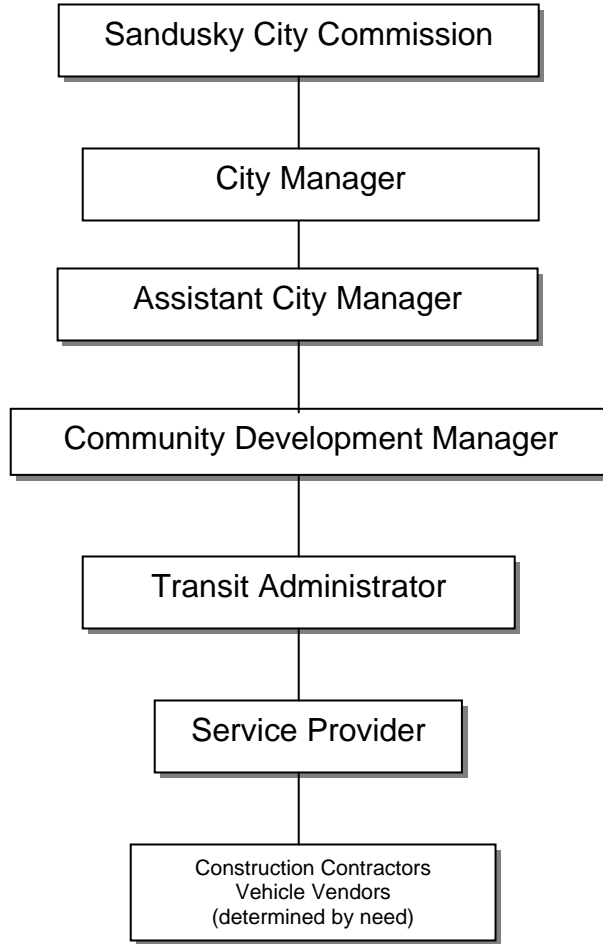 Sandusky City Commission
City Manager
Assistant City Manager
Community Development Manager
Transit Administrator
Service Provider
Construction Contractors
Vehicle Vendors
(determined by need)